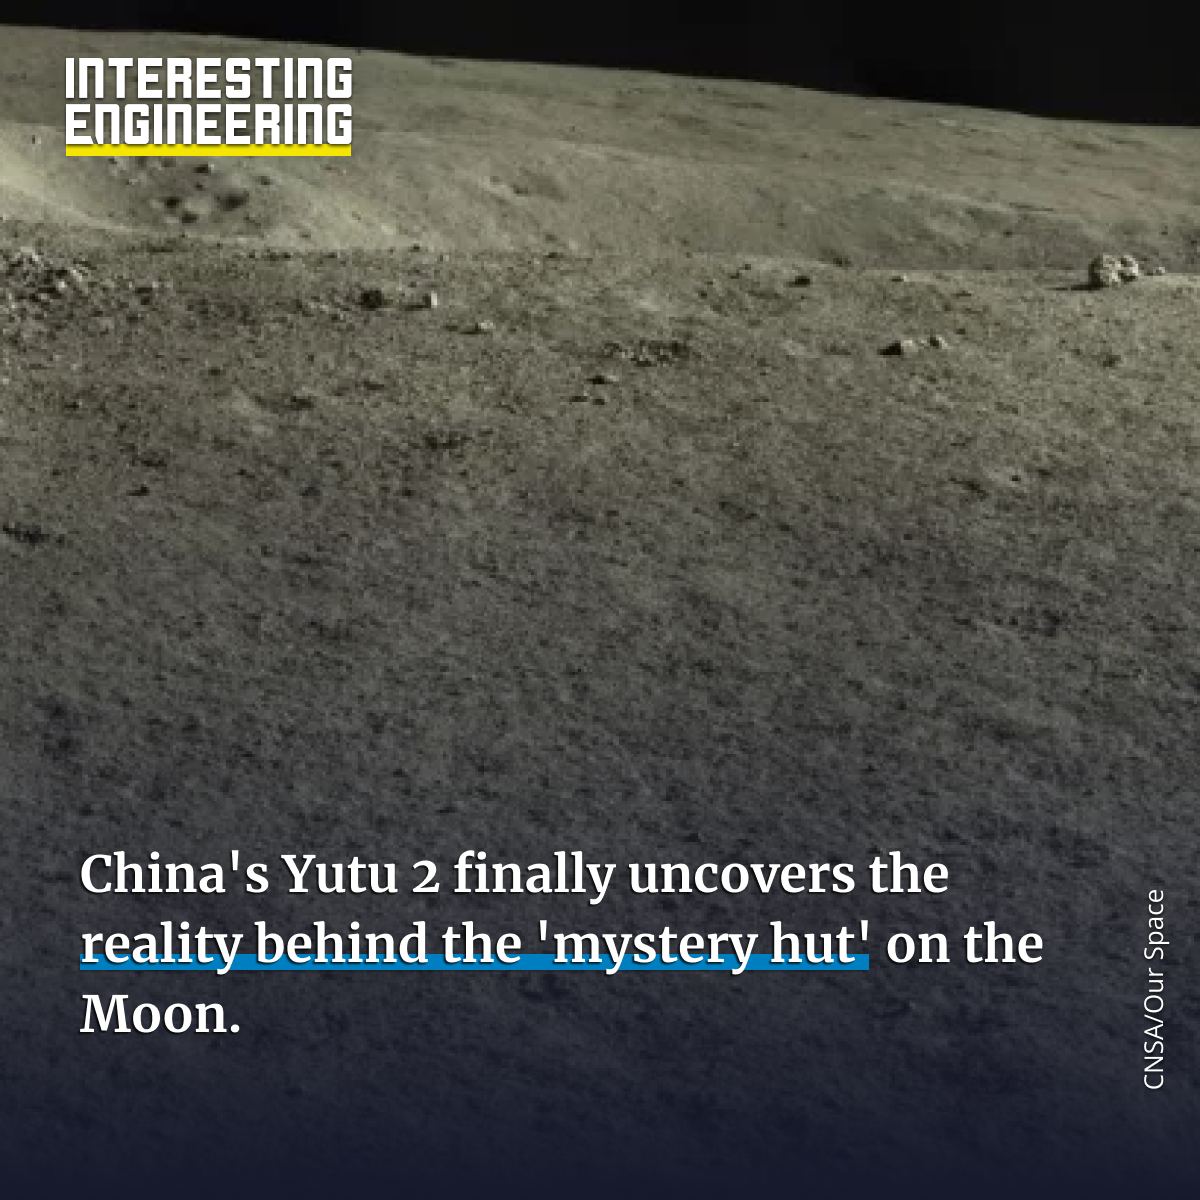 INTERESTING
ENGINEERING
China's Yutu 2 finally uncovers the
reality behind the 'mystery hut' on the
Moon.
CNSA/Our Space